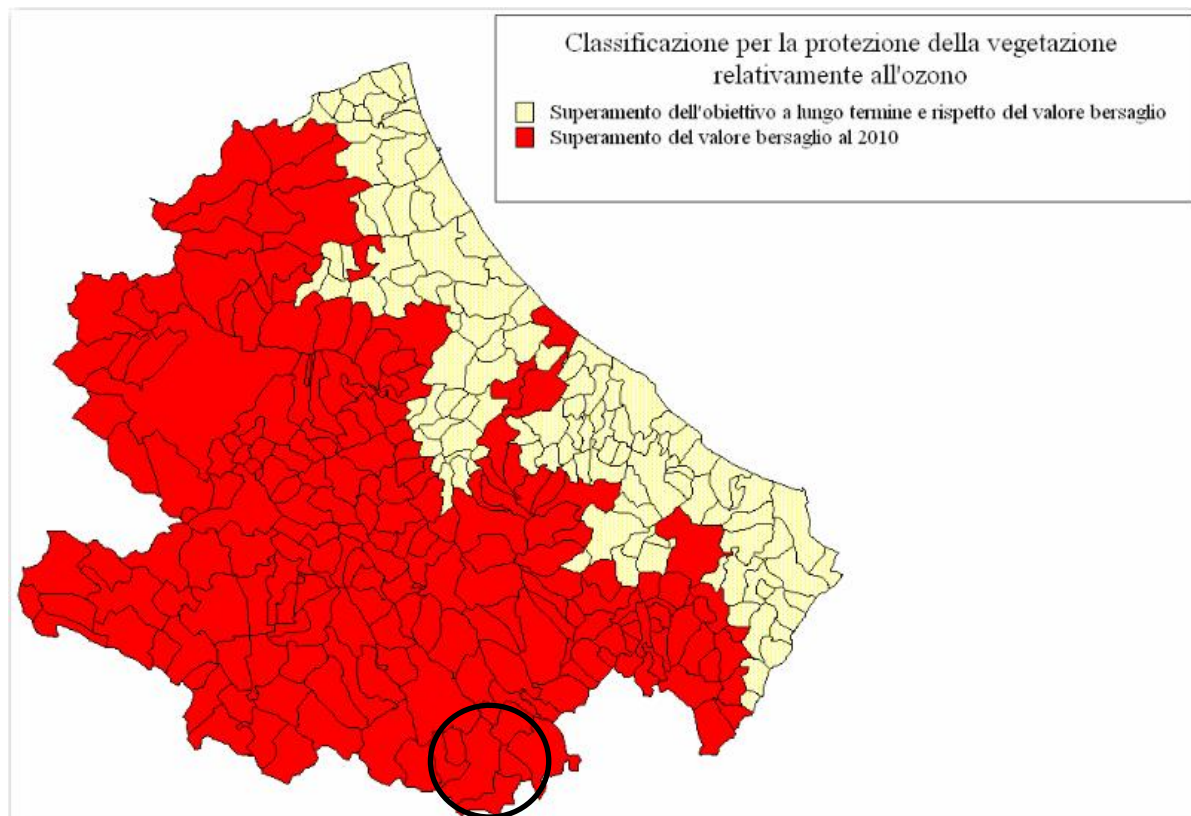 Classificazione per la protezione della vegetazione
relativamente all'ozono
Superamento dell'obiettivo a lungo termine e rispetto del valore bersaglio
Superamento del valore bersaglio al 2010